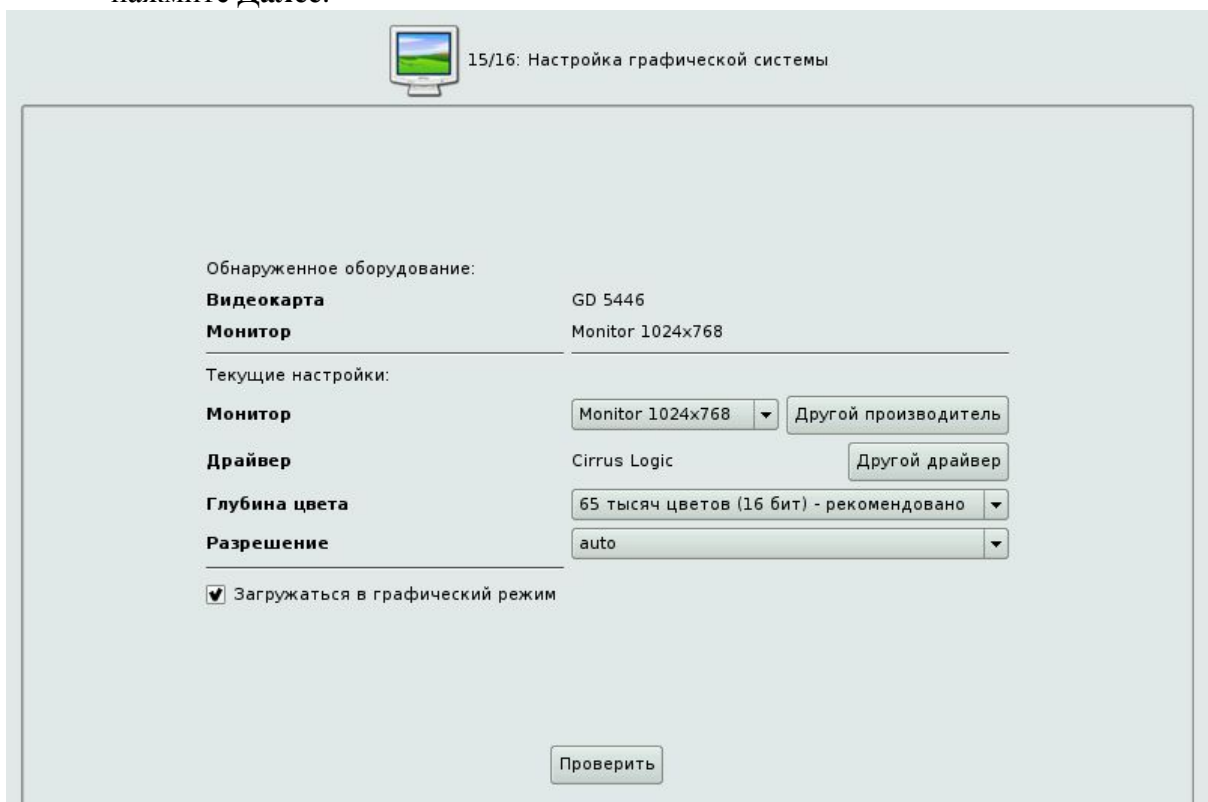 нажмите Далее.
15/16: Настройка графической системы
Обнаруженное оборудование:
Видеокарта GD 5446
Монитор Monitor 1024x768
Текущие настройки:
Монитор Monitor 1024x768 Другой производитель
Драйвер Cirrus Logic Другой драйвер
Глубина цвета 65 тысяч цветов (16 бит) - рекомендовано
Разрешение auto
Загружаться в графический режим
Проверить